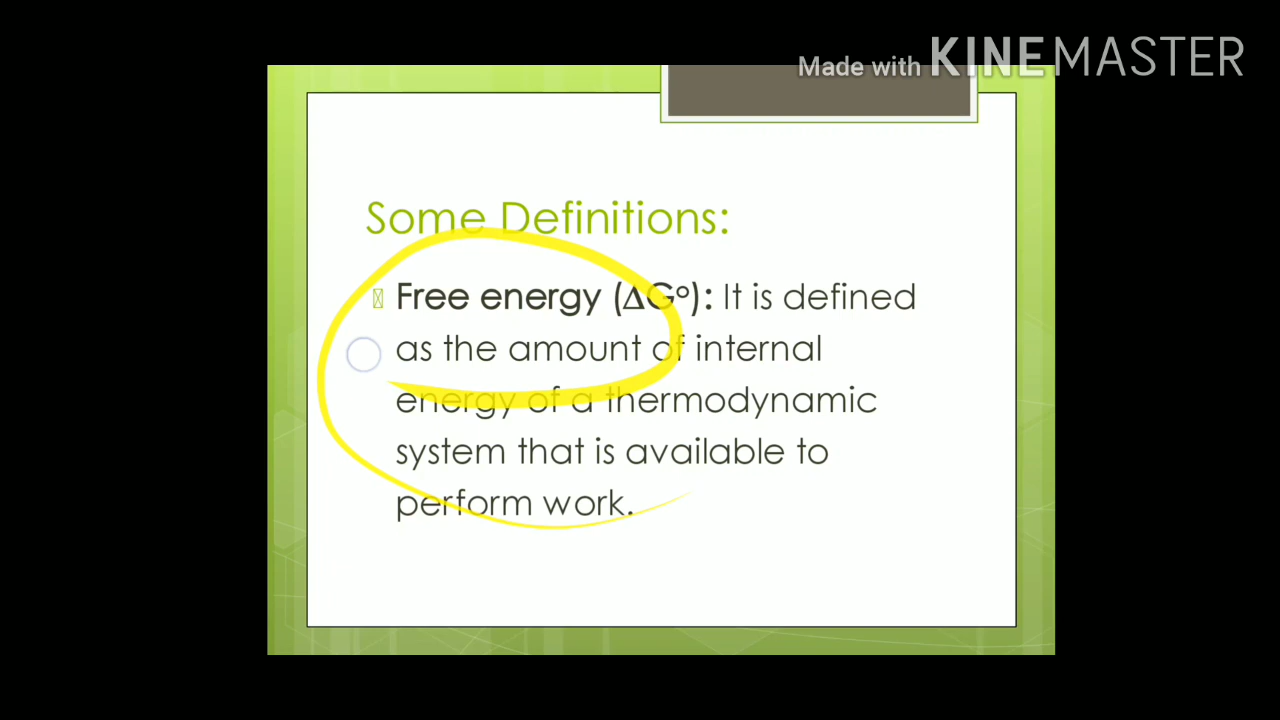 Made with KINEMASTER
Some Definitions:
Free energy (ΔG°): It is defined
as the amount of internal
energy of a thermodynamic
system that is available to
perform work.